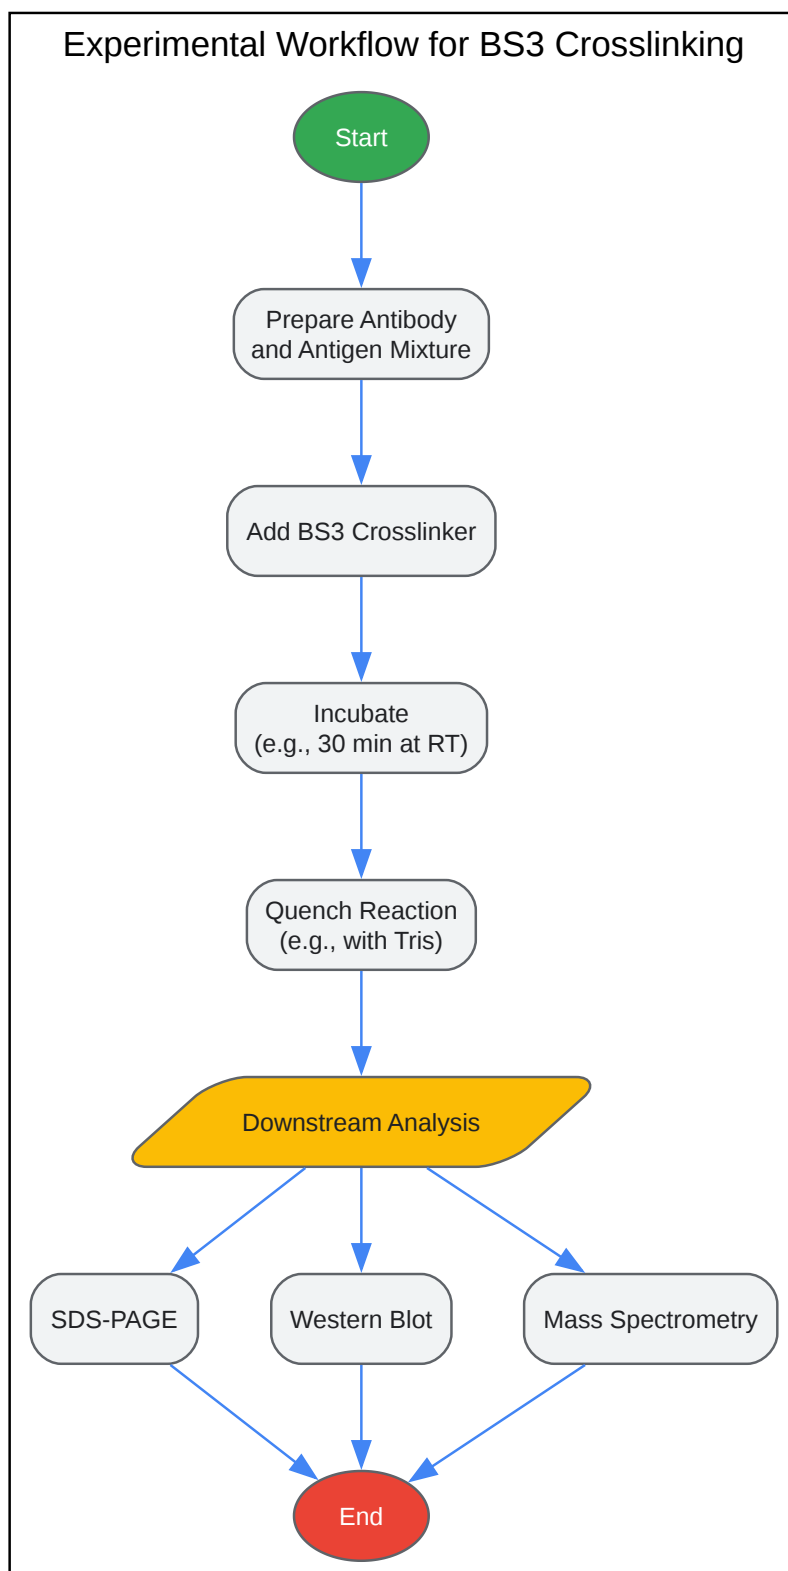 Experimental Workflow for BS3 Crosslinking
Start
Prepare Antibody
and Antigen Mixture
Add BS3 Crosslinker
Incubate
(e.g., 30 min at RT)
Quench Reaction
(e.g., with Tris)
Downstream Analysis
SDS-PAGE
Western Blot
Mass Spectrometry
End